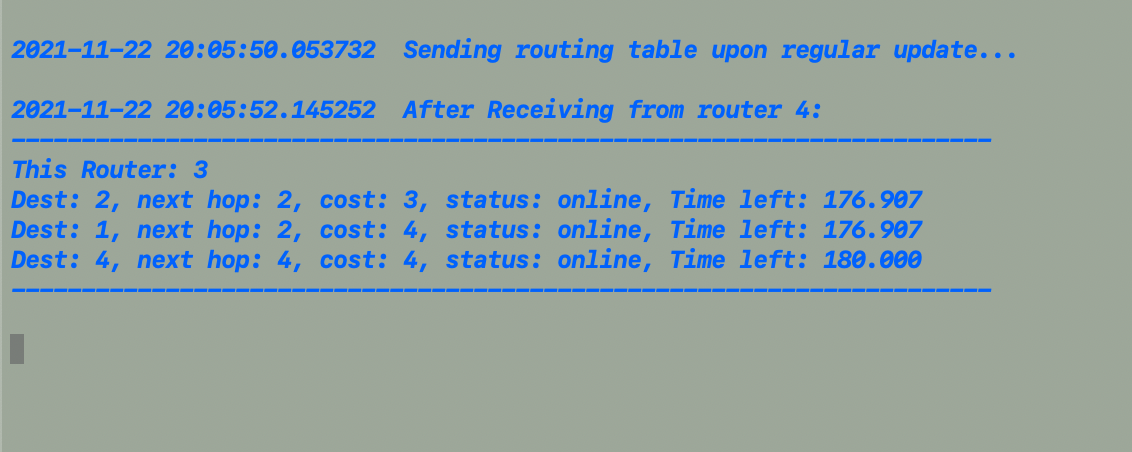 2021-11-22 20:05:50.053732  Sending routing table upon regular update...
2021-11-22 20:05:52.145252  After Receiving from router 4:
----------------------------------------------------------------------
This Router: 3
Dest: 2, next hop: 2, cost: 3, status: online, Time left: 176.907
Dest: 1, next hop: 2, cost: 4, status: online, Time left: 176.907
Dest: 4, next hop: 4, cost: 4, status: online, Time left: 180.000
----------------------------------------------------------------------